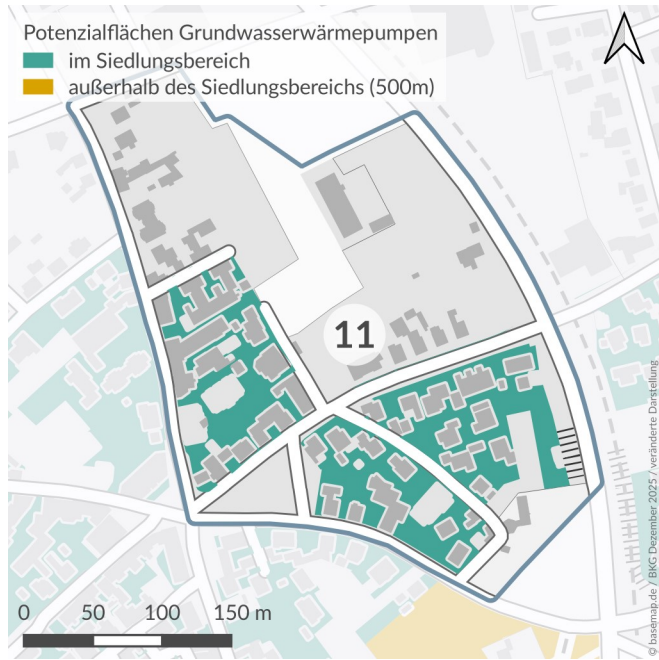 Potenzialflächen Grundwasserwärmepumpen
im Siedlungsbereich
außerhalb des Siedlungsbereichs (500m)
11
0 50 100 150 m
© basemap.de / BKG Dezember 2025 / veränderte Darstellung